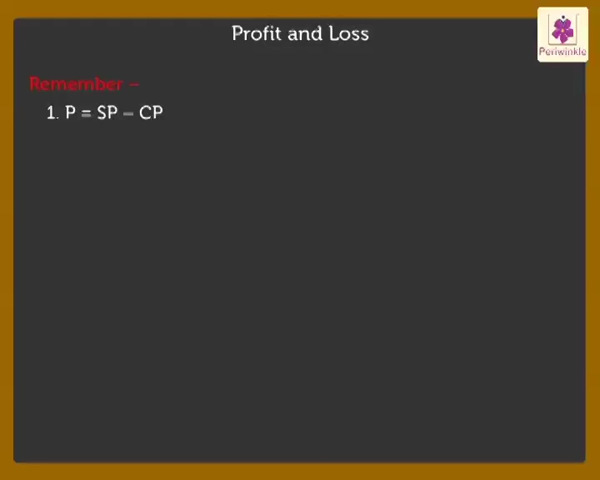 Profit and Loss
Periwinkle
Remember –
1. P = SP – CP